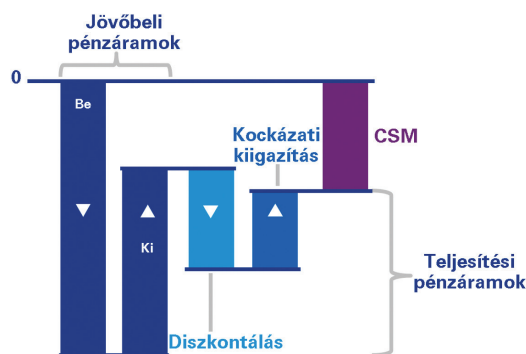 Jövőbeli
pénzáramok
0
Be
Kockázati
kiigazítás
CSM
Ki
Teljesítési
pénzáramok
Diszkontálás